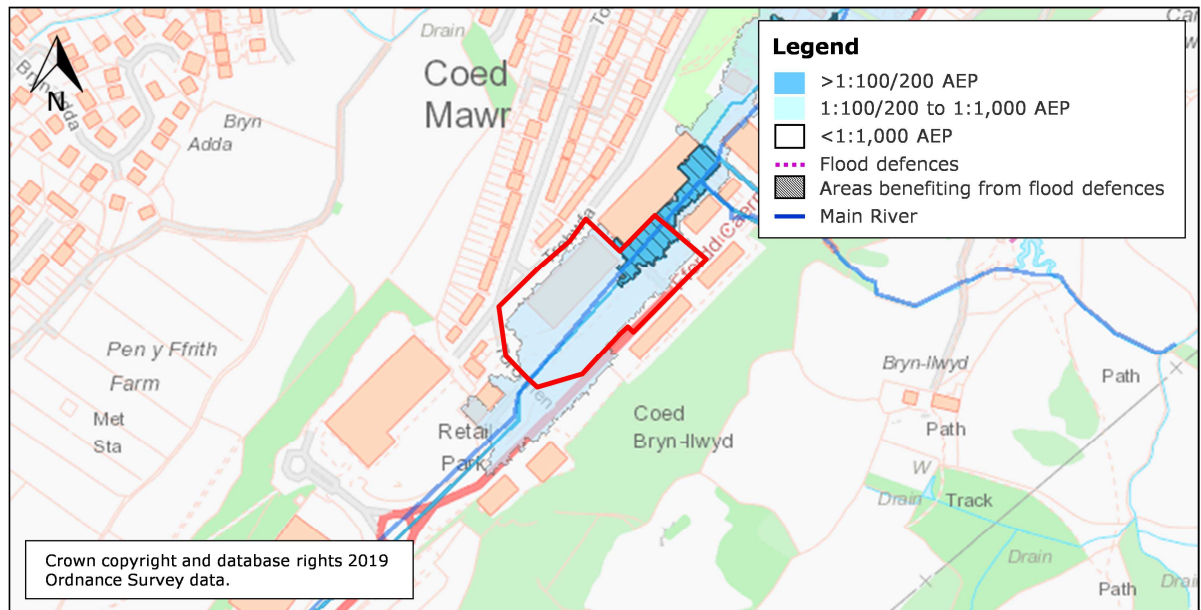 Drain
Coed
Mawr
N
Bryn Adda
Bryn
Adda
Legend
>1:100/200 AEP
1:100/200 to 1:1,000 AEP
<1:1,000 AEP
Flood defences
Areas benefiting from flood defences
Main River
Pen y Ffrith
Farm
Met
Sta
Retail
Park
Coed
Bryn-llwyd
Bryn-llwyd
Path
Path
W
Drain
Track
Drain
Path
Crown copyright and database rights 2019
Ordnance Survey data.